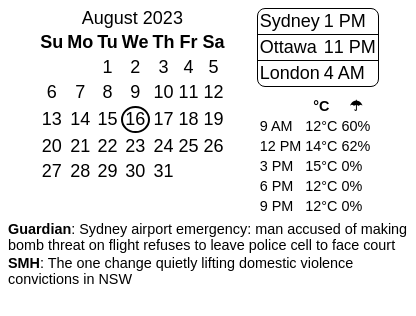 August 2023
Su Mo Tu We Th Fr Sa
1 2 3 4 5
6 7 8 9 10 11 12
13 14 15 16 17 18 19
20 21 22 23 24 25 26
27 28 29 30 31
Sydney 1 PM
Ottawa 11 PM
London 4 AM
°C ☂
9 AM 12°C 60%
12 PM 14°C 62%
3 PM 15°C 0%
6 PM 12°C 0%
9 PM 12°C 0%
Guardian: Sydney airport emergency: man accused of making
bomb threat on flight refuses to leave police cell to face court
SMH: The one change quietly lifting domestic violence
convictions in NSW